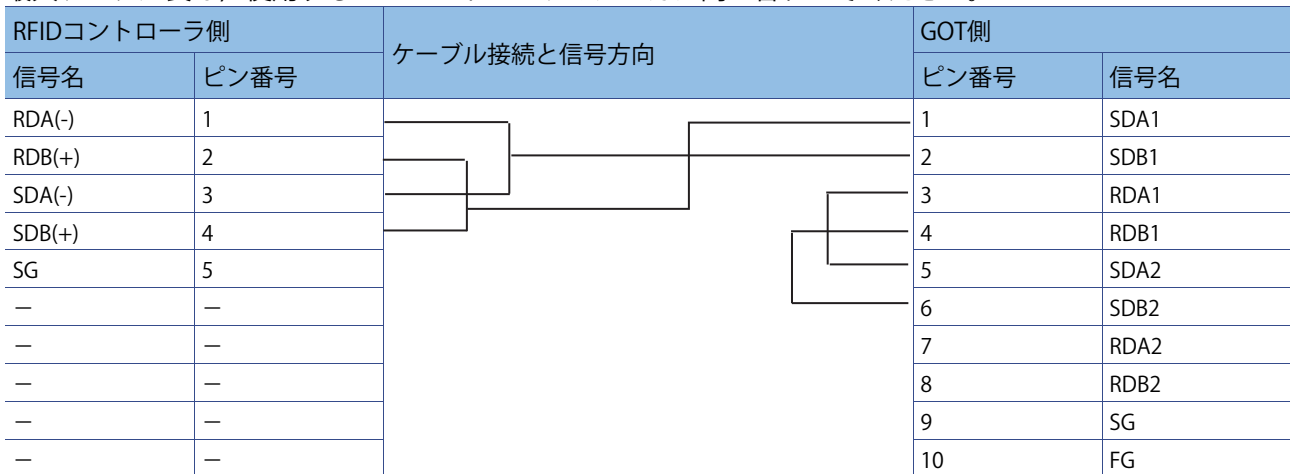 RFIDコントローラ側 ケーブル接続と信号方向 GOT側
信号名 ピン番号 ピン番号 信号名
RDA(-) 1 1 SDA1
RDB(+) 2 2 SDB1
SDA(-) 3 3 RDA1
SDB(+) 4 4 RDB1
SG 5 5 SDA2
－ － 6 SDB2
－ － 7 RDA2
－ － 8 RDB2
－ － 9 SG
－ － 10 FG